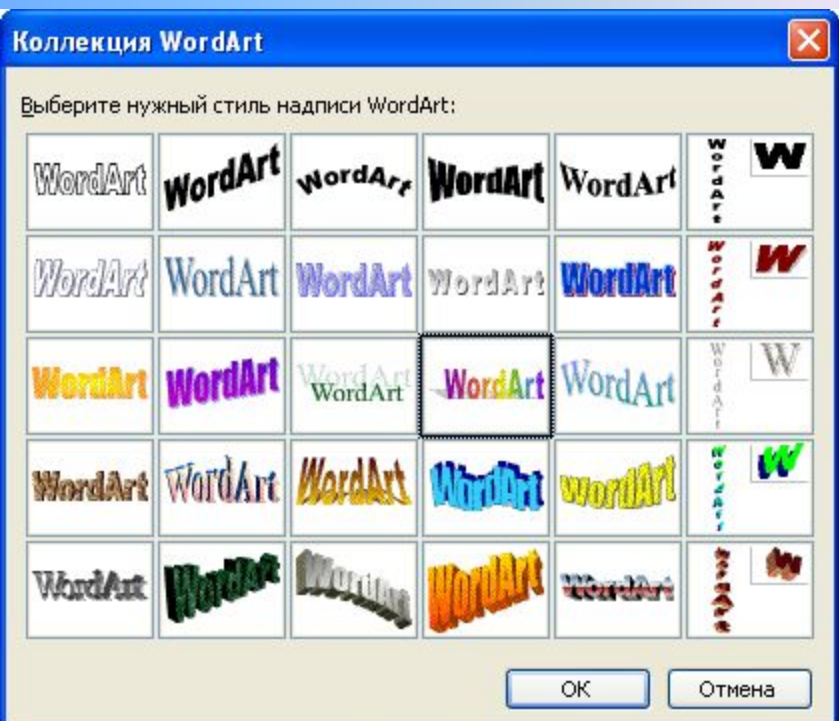 Коллекция WordArt
Выберите нужный стиль надписи WordArt:
WordArt WordArt WordArt WordArt WordArt WordArt W
WordArt WordArt WordArt WordArt WordArt WordArt W
WordArt WordArt WordArt WordArt WordArt WordArt WordArt W
WordArt WordArt WordArt WordArt WordArt WordArt W
WordArt WordArt WordArt WordArt WordArt WordArt W
ОК Отмена